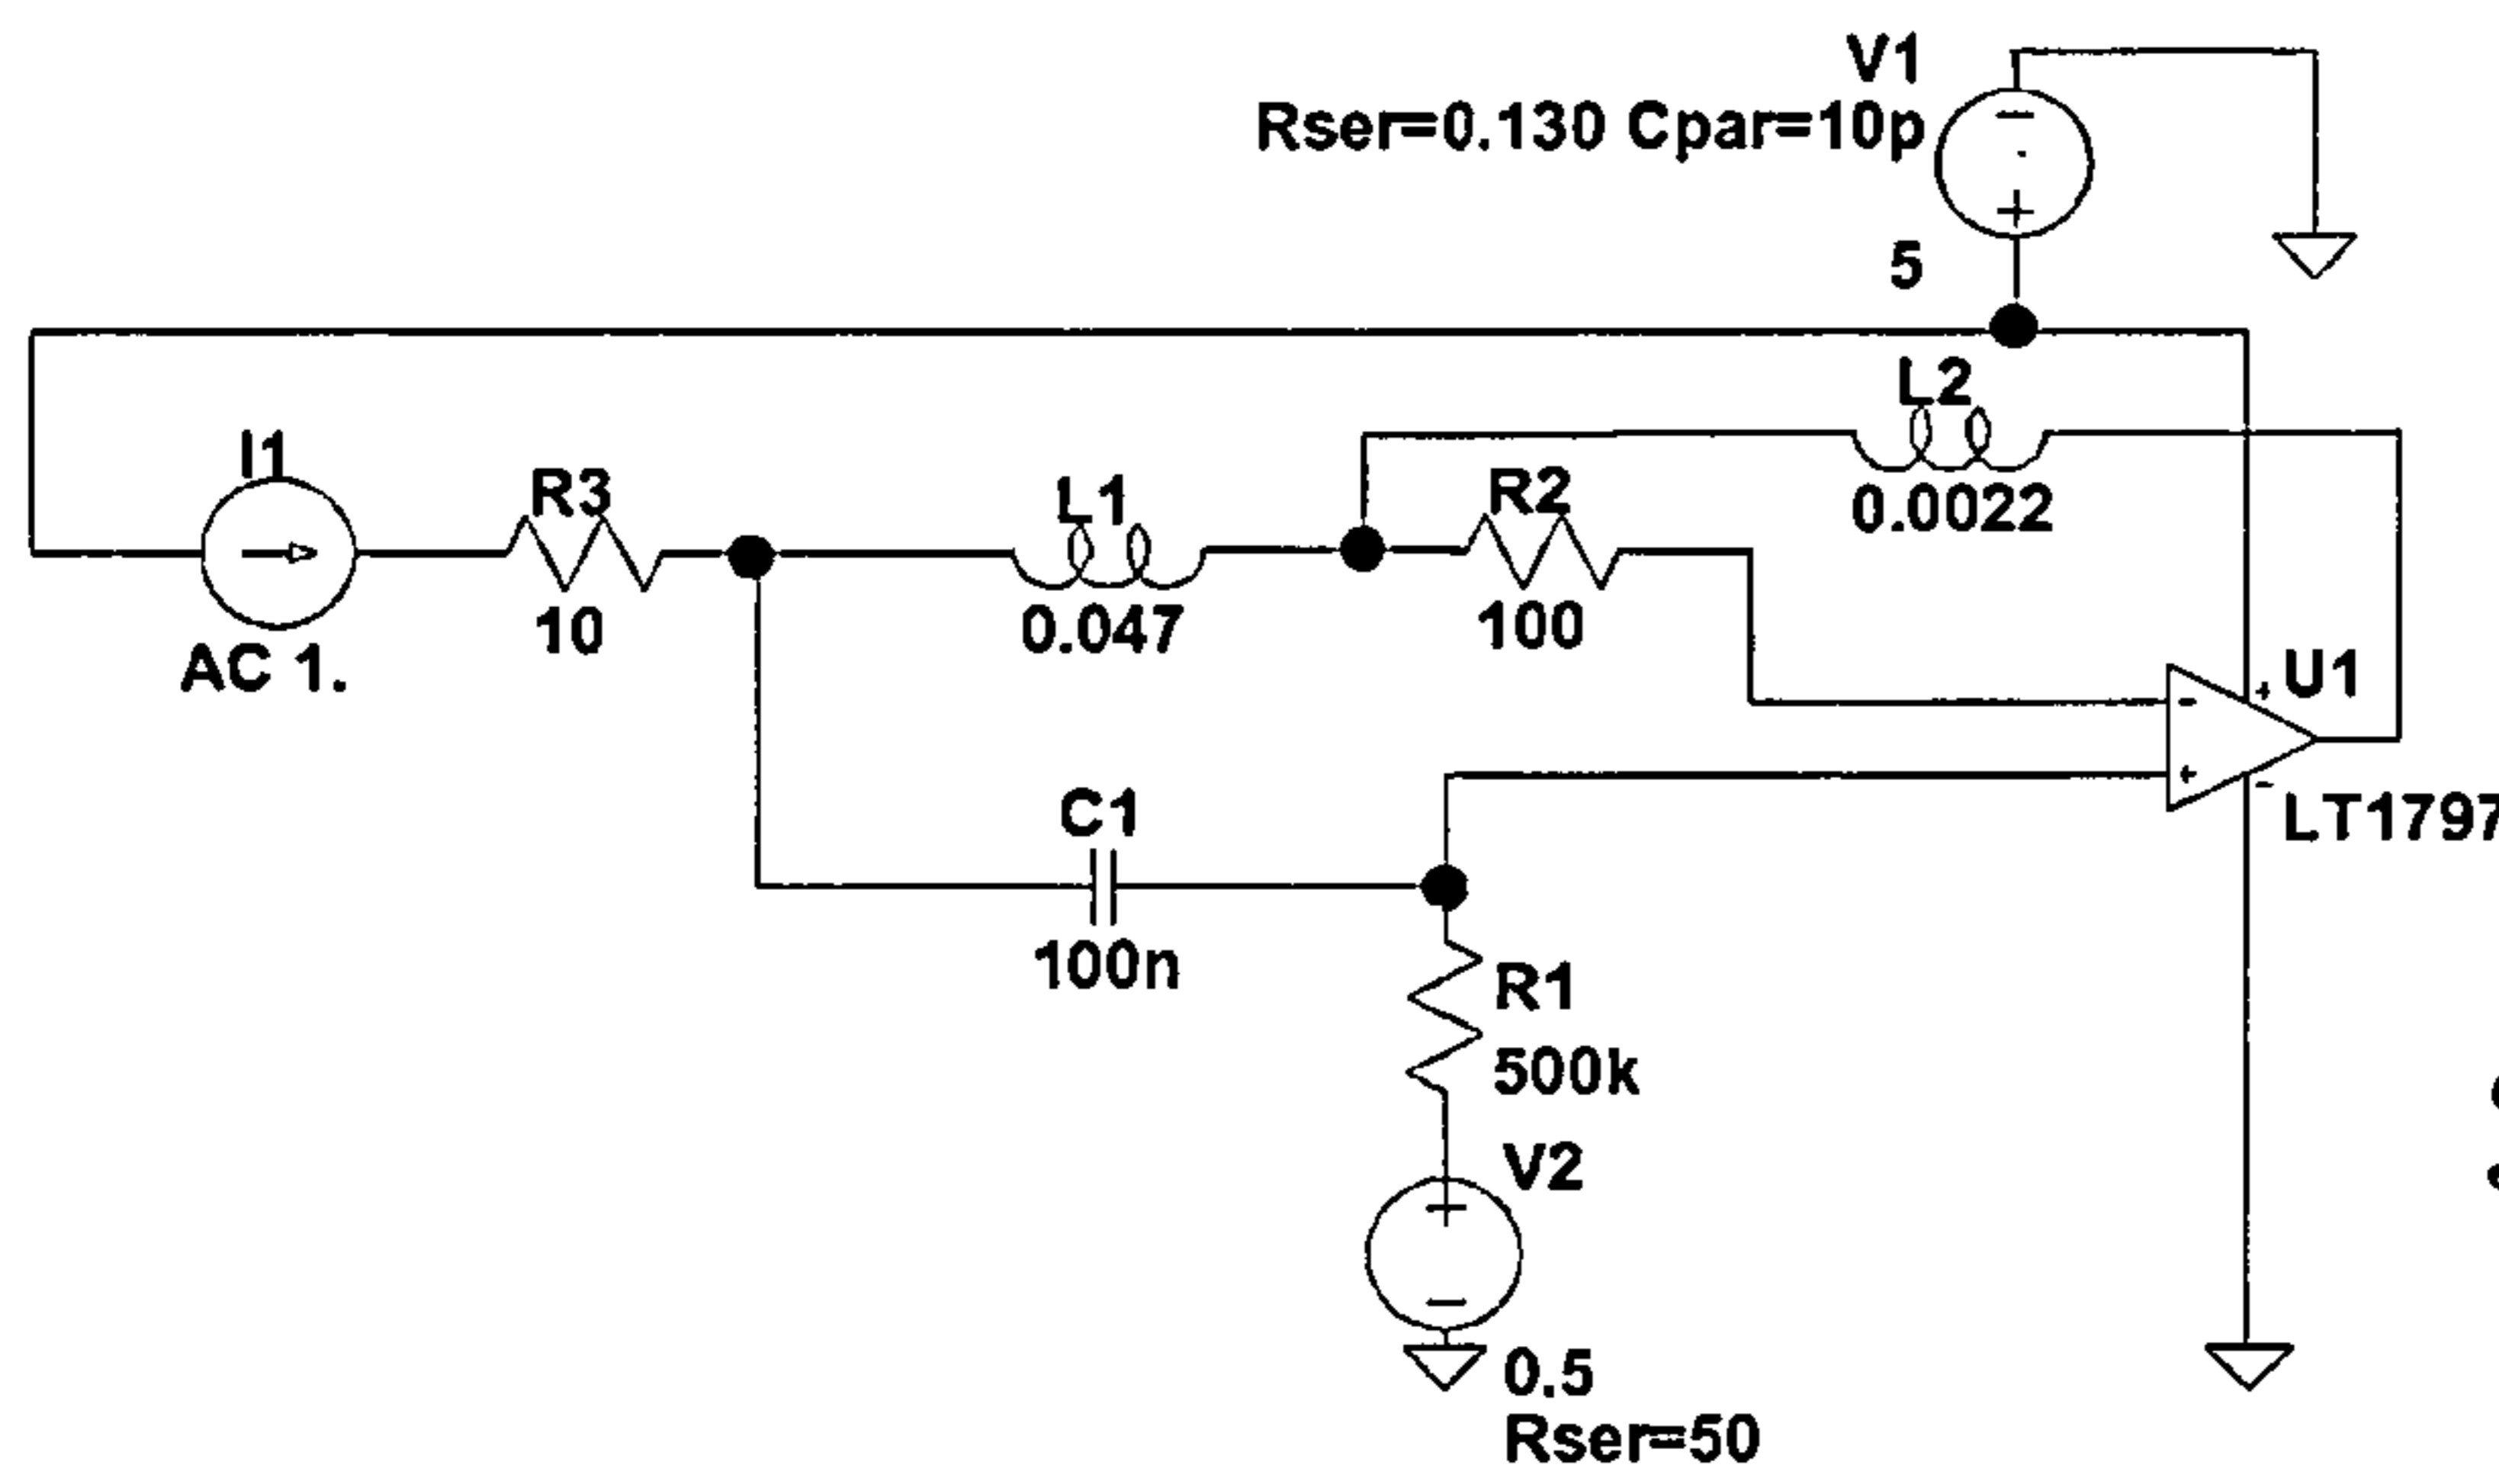 V1
Rser=0.130 Cpar=10p
5
L2
0.0022
I1
AC 1.
R3
10
L1
0.047
R2
100
U1
LT1797
C1
100n
R1
500k
V2
0.5
Rser=50